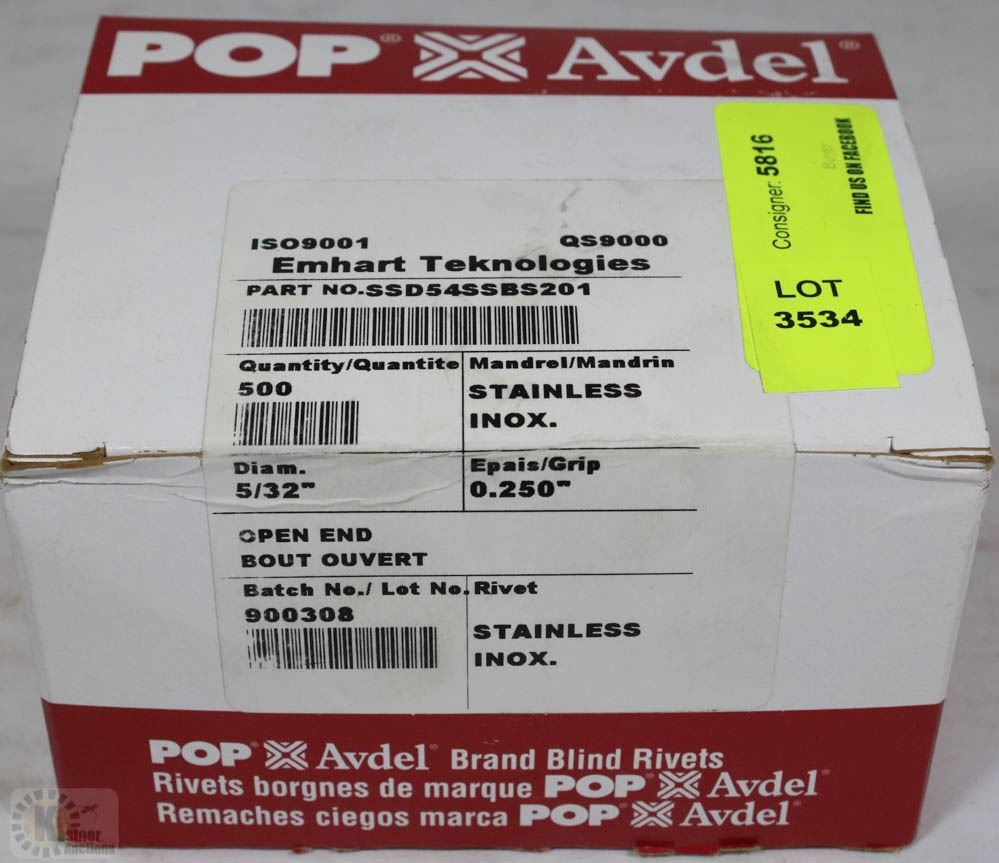 POP® Avdel®
Consigner: 5816
Buyer
FIND US ON FACEBOOK
LOT
3534
ISO9001 QS9000
Emhart Teknologies
PART NO.SSD54SSBS201
Quantity/Quantite Mandrel/Mandrin
500 STAINLESS
INOX.
Diam. Epais/Grip
5/32" 0.250"
OPEN END
BOUT OUVERT
Batch No./ Lot No. Rivet
900308
STAINLESS
INOX.
POP® Avdel® Brand Blind Rivets
Rivets borgnes de marque POP® Avdel®
Remaches ciegos marca POP® Avdel®
Kastner
Auctions